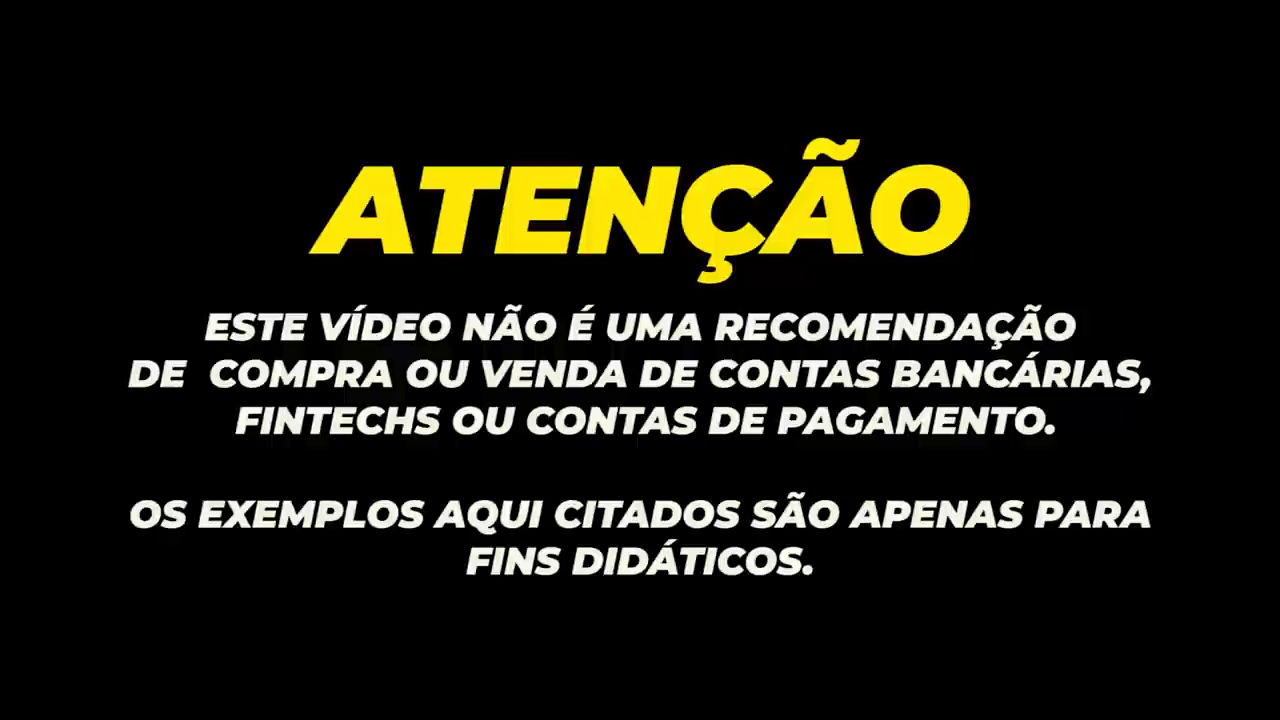 ATENÇÃO
ESTE VÍDEO NÃO É UMA RECOMENDAÇÃO
DE COMPRA OU VENDA DE CONTAS BANCÁRIAS,
FINTECHS OU CONTAS DE PAGAMENTO.
OS EXEMPLOS AQUI CITADOS SÃO APENAS PARA
FINS DIDÁTICOS.